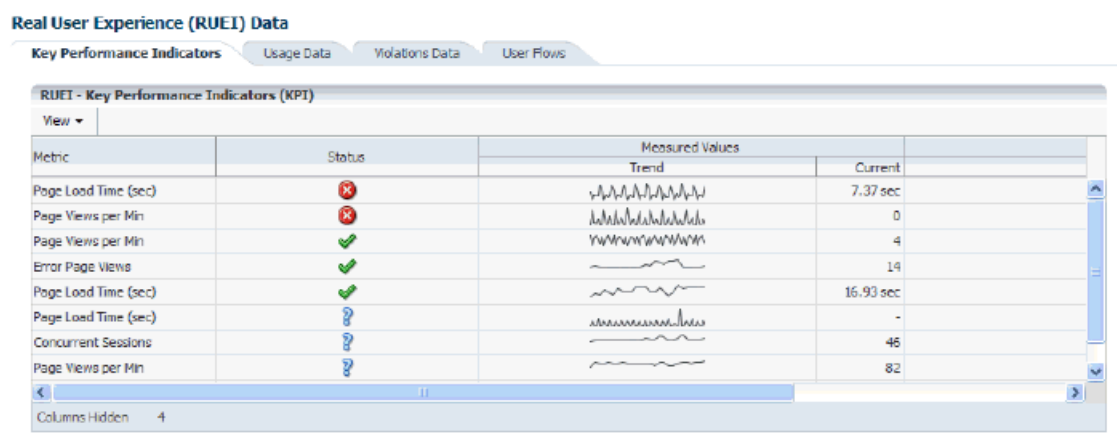 Real User Experience (RUEI) Data
Key Performance Indicators Usage Data Violations Data User Flows
RUEI - Key Performance Indicators (KPI)
View
Metric Status Measured Values
Trend Current
Page Load Time (sec) 7.37 sec
Page Views per Min 0
Page Views per Min 4
Error Page Views 14
Page Load Time (sec) 16.93 sec
Page Load Time (sec) -
Concurrent Sessions 46
Page Views per Min 82
Columns Hidden 4